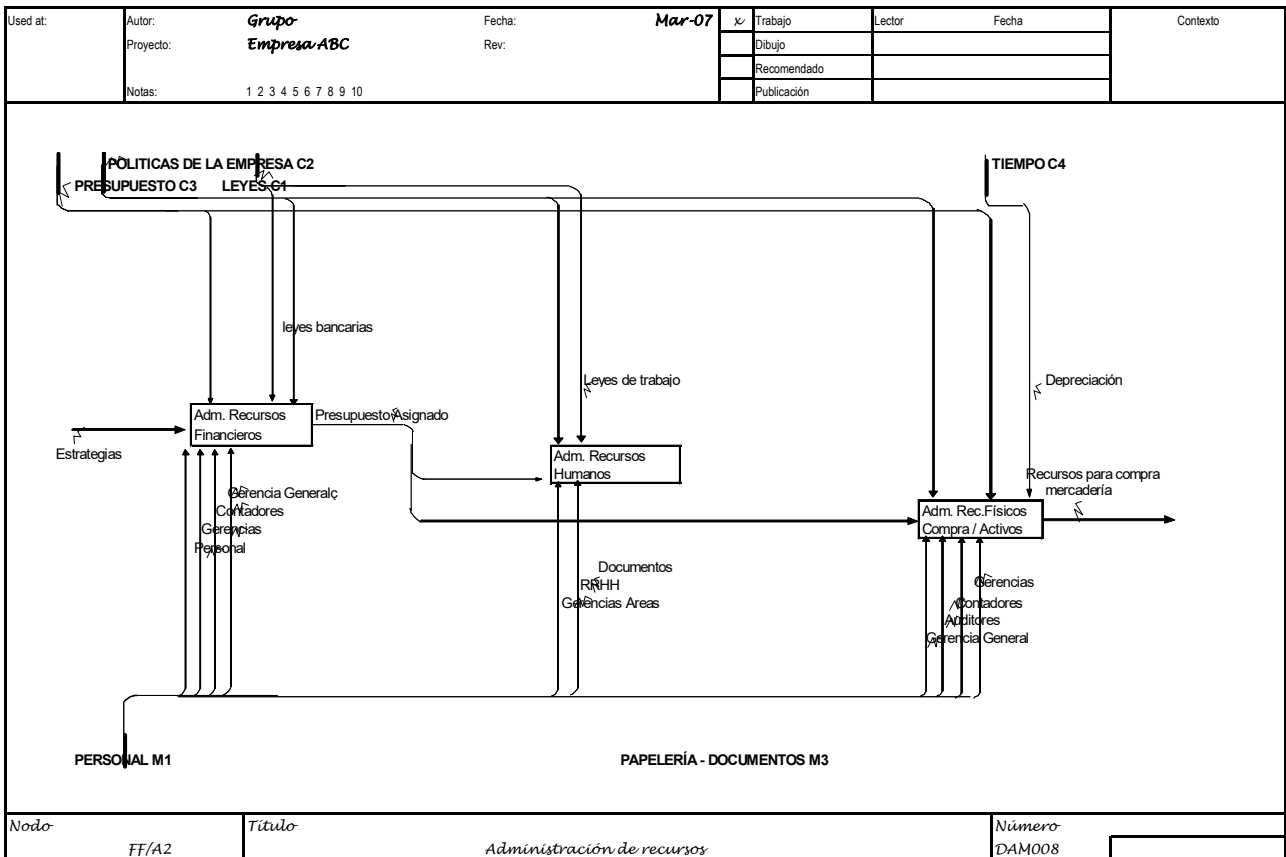 Used at:
Autor: Grupo Fecha: Mar-07 x Trabajo Lector Fecha Contexto
Proyecto: Empresa ABC Rev: Dibujo
Recomendado
Notas: 1 2 3 4 5 6 7 8 9 10 Publicación
POLITICAS DE LA EMPRESA C2
TIEMPO C4
PRESUPUESTO C3 LEYES C1
leyes bancarias
Leyes de trabajo
Depreciación
Adm. Recursos
Financieros
Presupuesto Asignado
Estrategias
Adm. Recursos
Humanos
Recursos para compra
mercadería
Gerencia Generalç
Contadores
Gerencias
Personal
Adm. Rec.Físicos
Compra / Activos
Documentos
RRHH
Gerencias Areas
Gerencias
Contadores
Auditores
Gerencia General
PERSONAL M1
PAPELERÍA - DOCUMENTOS M3
Nodo Título Número
FF/A2 Administración de recursos DAM008